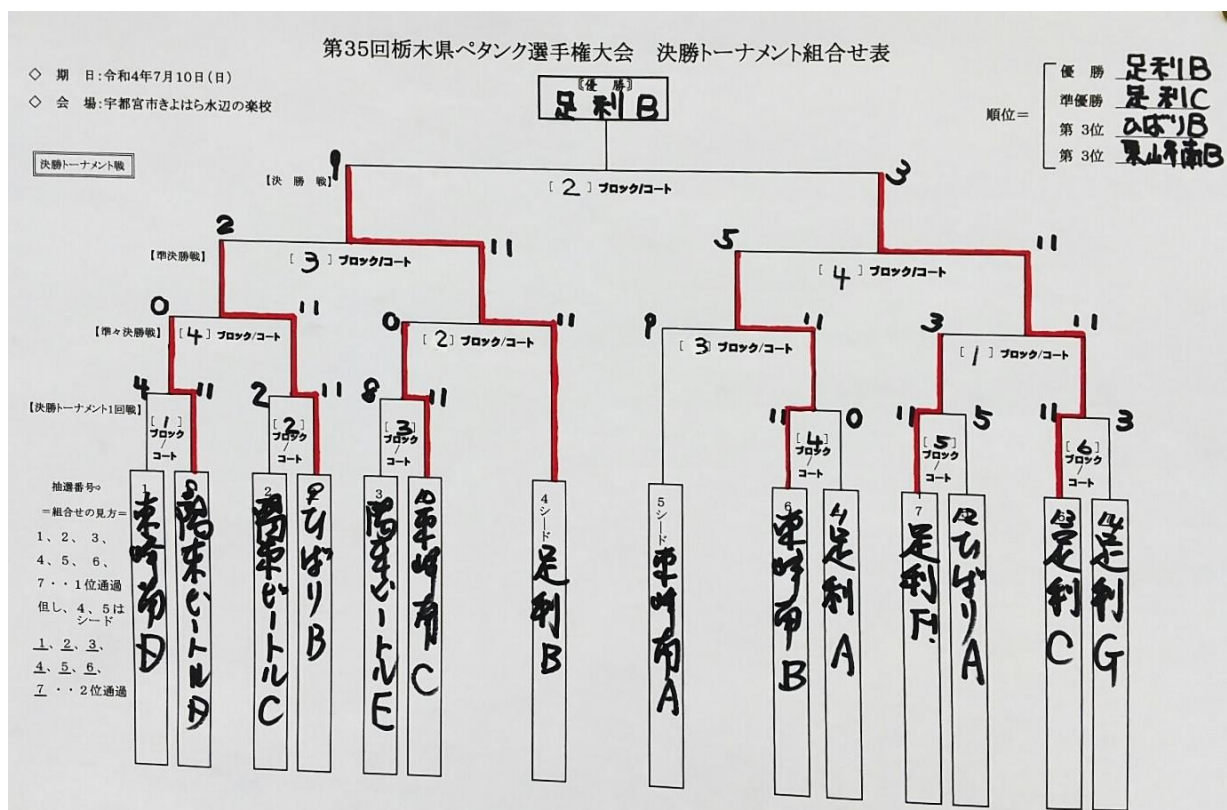 第35回栃木県ペタンク選手権大会 決勝トーナメント組合せ表
◇ 期 日:令和4年7月10日(日)
◇ 会 場:宇都宮市きよはら水辺の楽校
〖優 勝〗
足利B
順位=
優 勝 足利B
準優勝 足利C
第 3位 ひばりB
第 3位
決勝トーナメント戦
【決 勝 戦】
9 [ 2 ] ブロック/コート 3
【準決勝戦】
2 [ 3 ] ブロック/コート 11
5 [ 4 ] ブロック/コート 11
【準々決勝戦】
0 [ 4 ] ブロック/コート 11
0 [ 2 ] ブロック/コート 11
9 [ 3 ] ブロック/コート 11
3 [ 1 ] ブロック/コート 11
【決勝トーナメント1回戦】
4 [ 1 ] ブロック/コート 11
2 [ 2 ] ブロック/コート 11
8 [ 3 ] ブロック/コート 11
11 [ 4 ] ブロック/コート 0
11 [ 5 ] ブロック/コート 5
11 [ 6 ] ブロック/コート 3
抽選番号⇨
=組合せの見方=
1、2、3、
4、5、6、
7・・1位通過
但し、4、5は
シード
1、2、3、
4、5、6、
7・・2位通過
1 東峰南D
8 陽東ビートルD
2 陽東ビートルC
9 ひばりB
3 陽東ビートルE
10 東峰南C
4シード 足利B
5シード 東峰南A
6 東峰南B
11 足利A
7 足利F
12 ひばりA
13 足利C
14 足利G